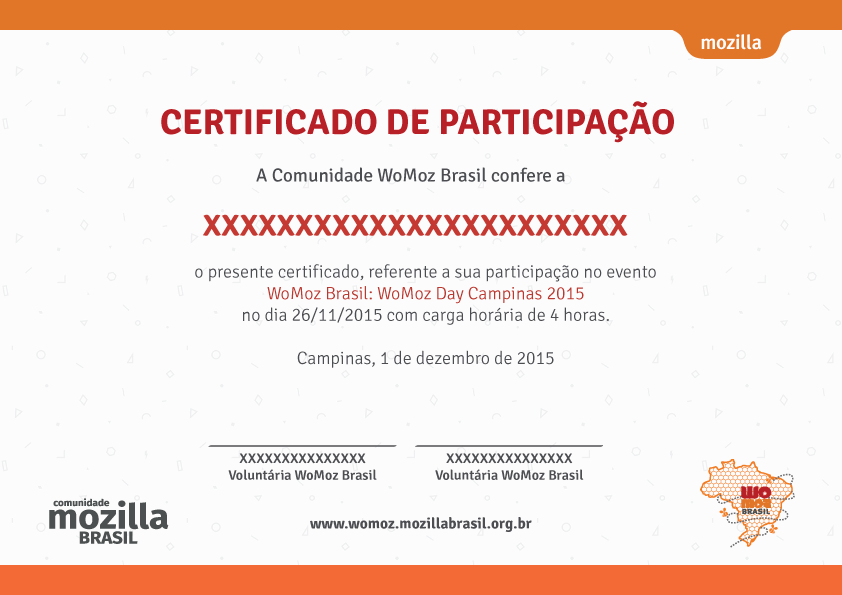 mozilla
CERTIFICADO DE PARTICIPAÇÃO
A Comunidade WoMoz Brasil confere a
XXXXXXXXXXXXXXXXXXXXXXX
o presente certificado, referente a sua participação no evento
WoMoz Brasil: WoMoz Day Campinas 2015
no dia 26/11/2015 com carga horária de 4 horas.
Campinas, 1 de dezembro de 2015
XXXXXXXXXXXXXXX XXXXXXXXXXXXXXX
Voluntária WoMoz Brasil Voluntária WoMoz Brasil
comunidade
mozilla
BRASIL
www.womoz.mozillabrasil.org.br
WO
MOZ
BRASIL